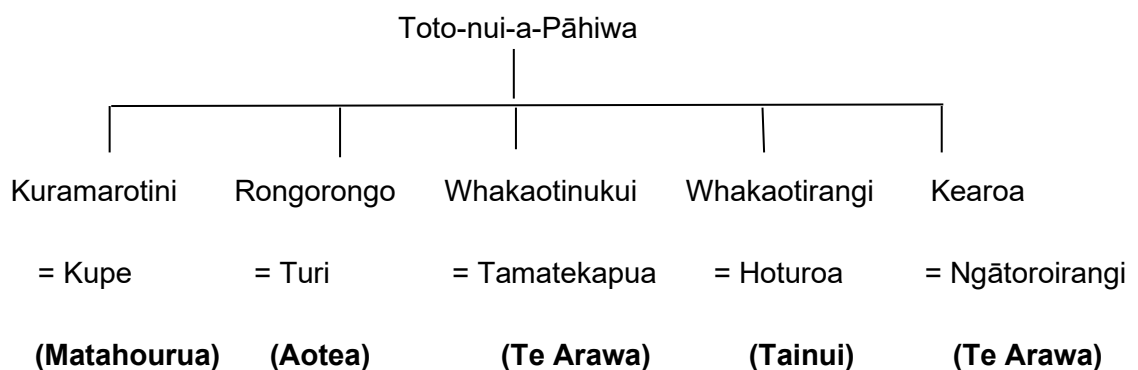 Toto-nui-a-Pāhiwa
Kuramarotini Rongorongo Whakaotinukui Whakaotirangi Kearoa
= Kupe = Turi = Tamatekapua = Hoturoa = Ngātoroirangi
(Matahourua) (Aotea) (Te Arawa) (Tainui) (Te Arawa)